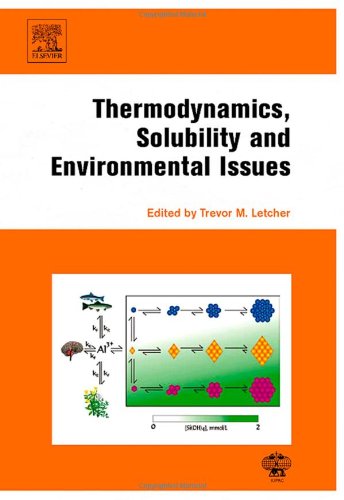 ELSEVIER
Thermodynamics,
Solubility and
Environmental Issues
Edited by Trevor M. Letcher
Al3+
0
[Si(OH)4], mmol/L
2
IUPAC